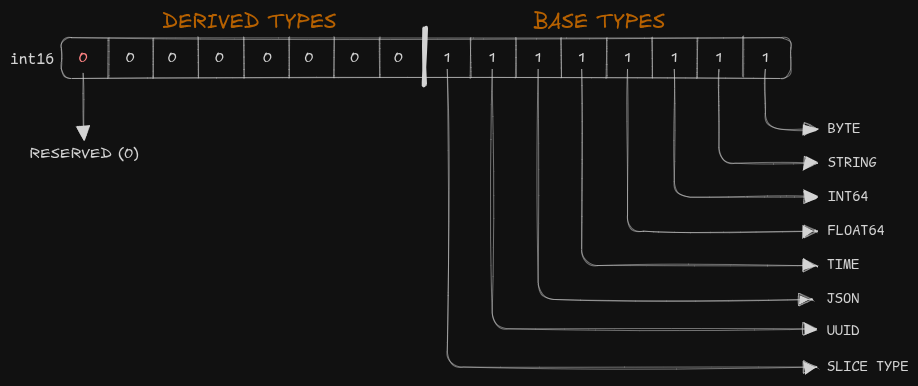 DERIVED TYPES BASE TYPES
int16 0 0 0 0 0 0 0 0 1 1 1 1 1 1 1 1
BYTE
RESERVED (0)
STRING
INT64
FLOAT64
TIME
JSON
UUID
SLICE TYPE